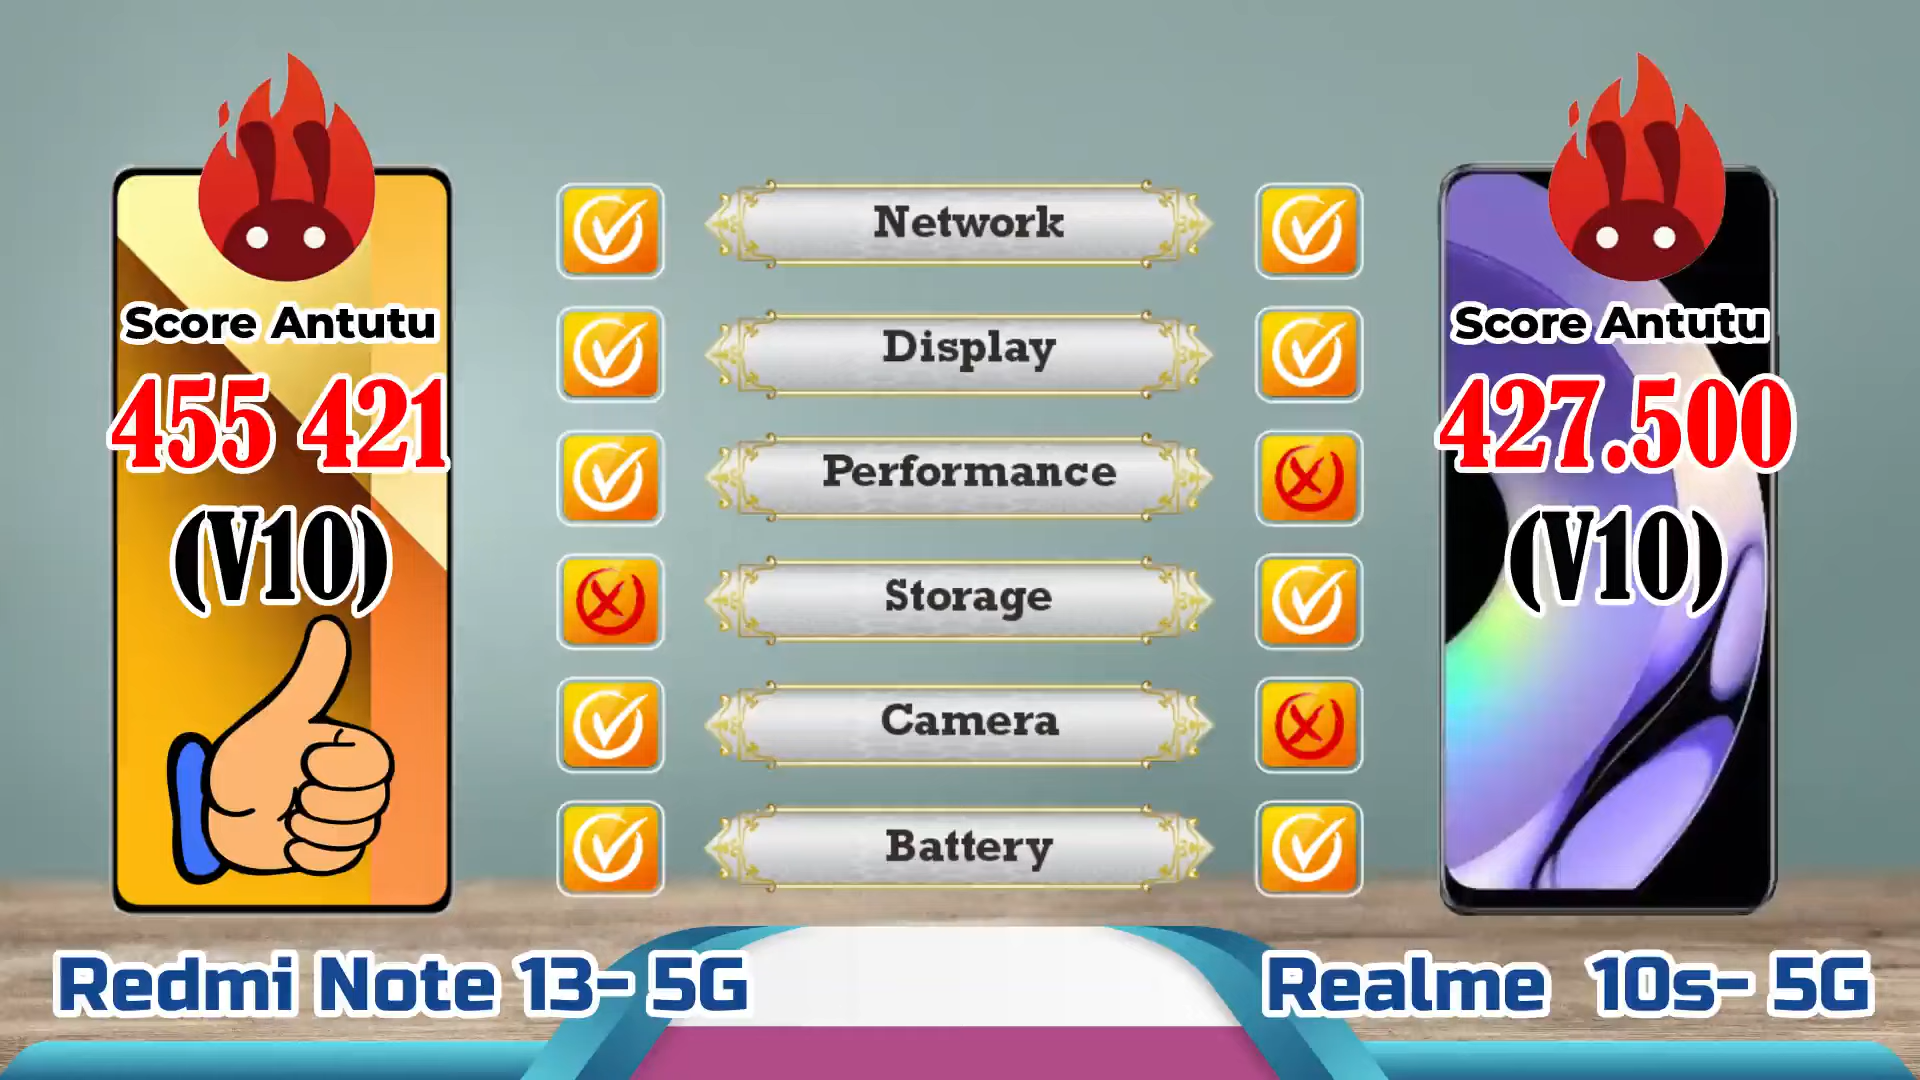 Score Antutu
455 421
(V10)
Network
Display
Performance
Storage
Camera
Battery
Score Antutu
427.500
(V10)
Redmi Note 13- 5G
Realme 10s- 5G